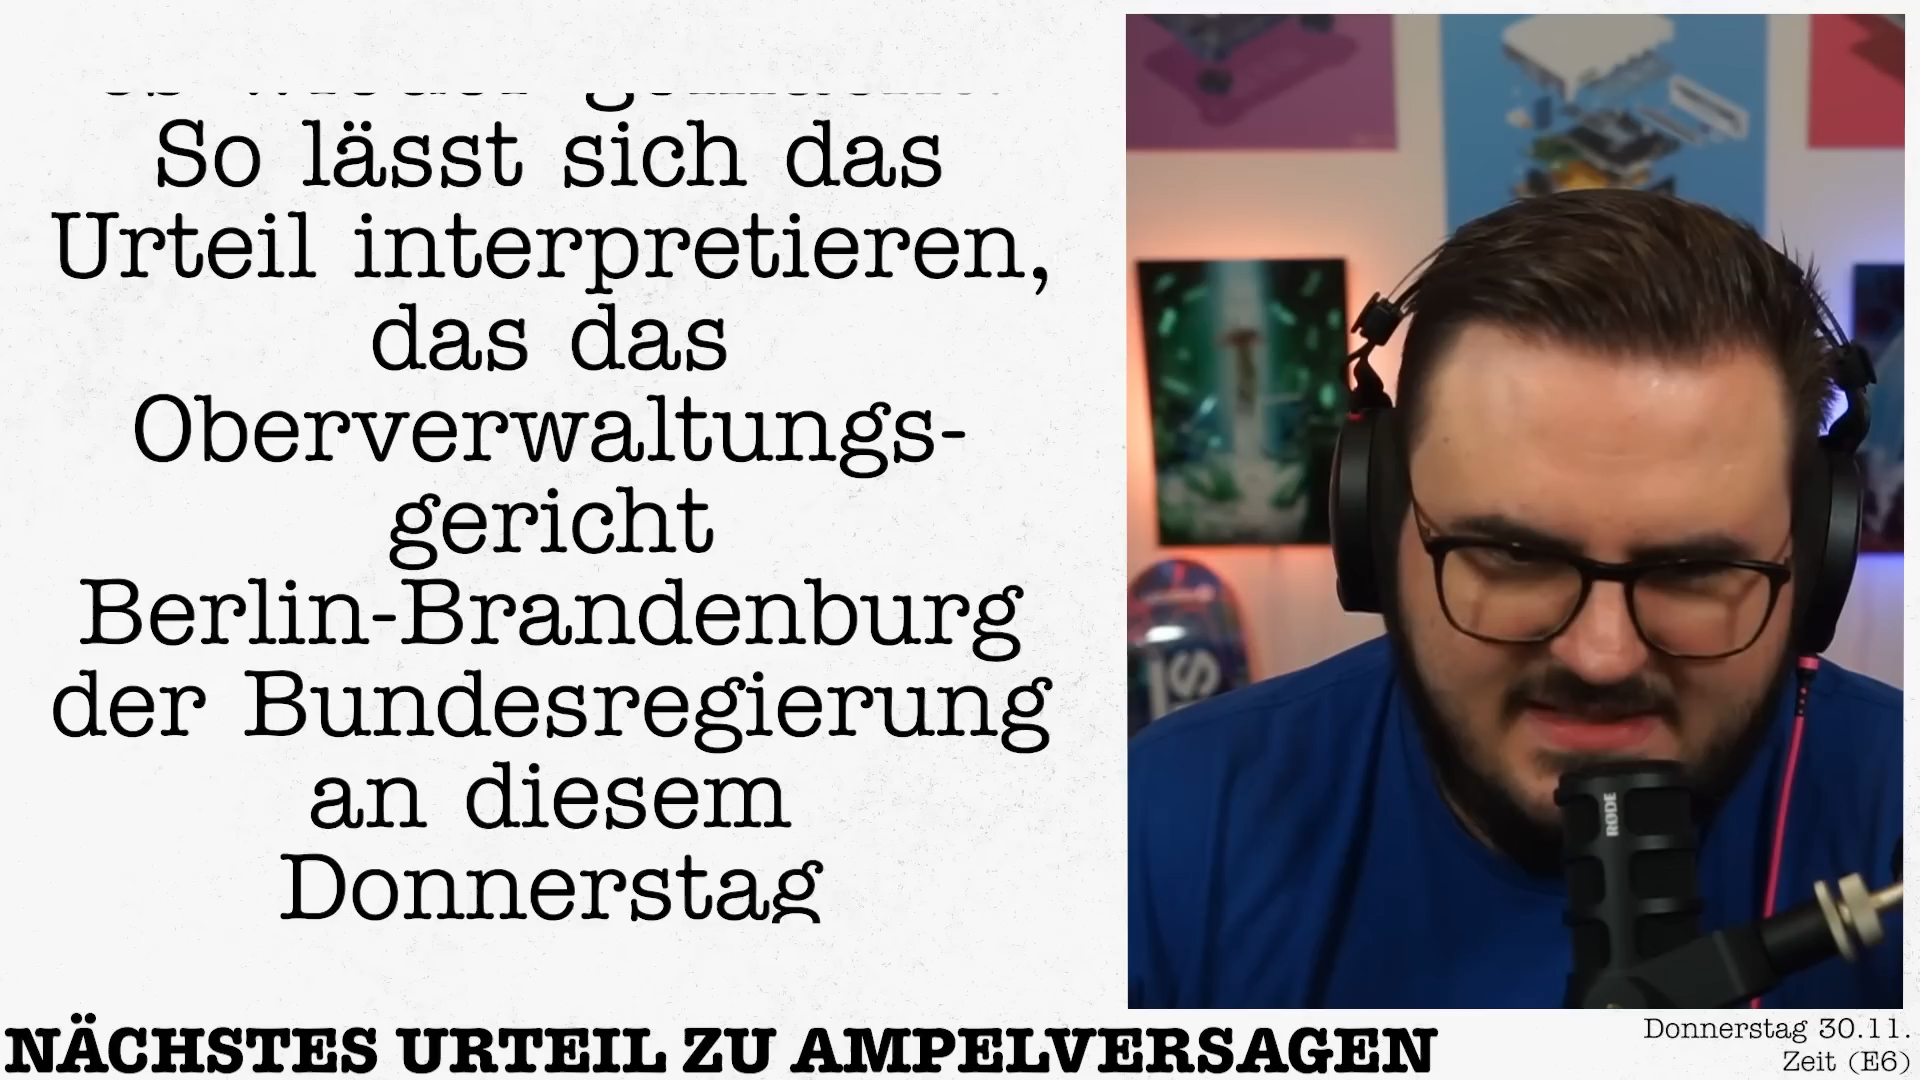 So lässt sich das
Urteil interpretieren,
das das
Oberverwaltungs-
gericht
Berlin-Brandenburg
der Bundesregierung
an diesem
Donnerstag
RODE
NÄCHSTES URTEIL ZU AMPELVERSAGEN
Donnerstag 30.11.
Zeit (E6)